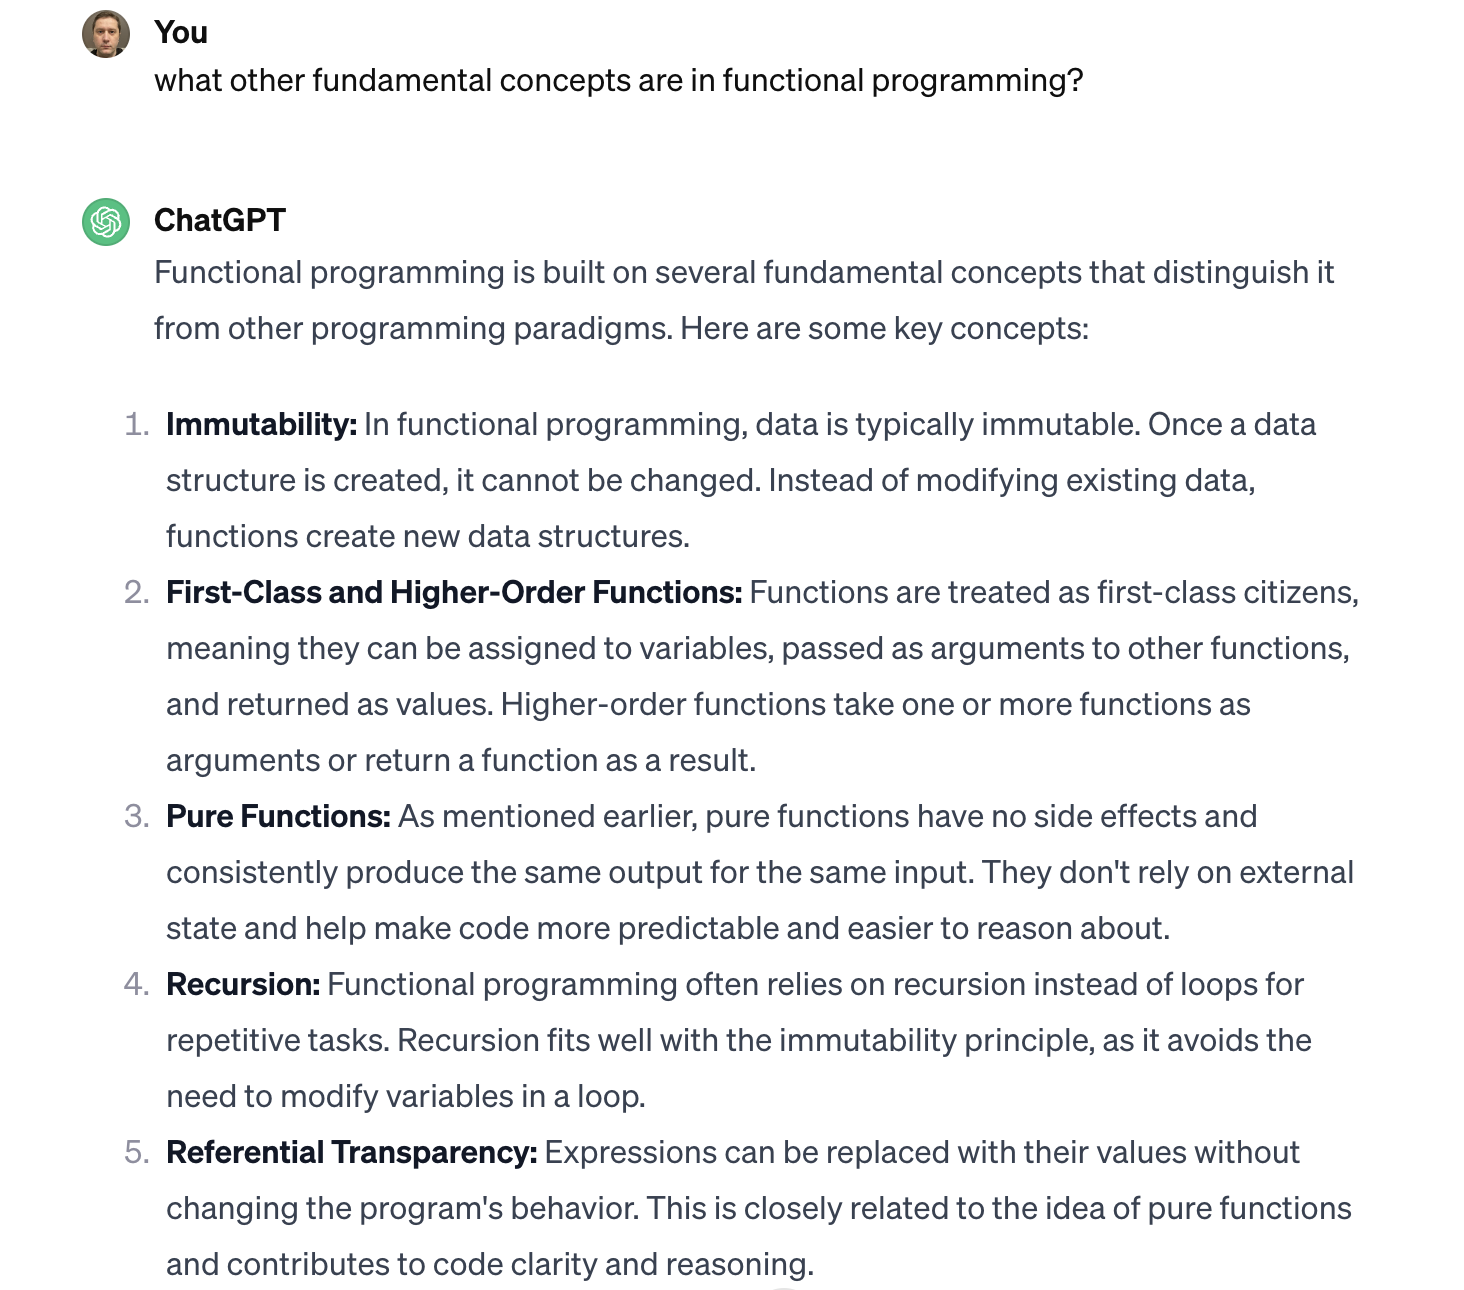 You
what other fundamental concepts are in functional programming?
ChatGPT
Functional programming is built on several fundamental concepts that distinguish it
from other programming paradigms. Here are some key concepts:
1. Immutability: In functional programming, data is typically immutable. Once a data
structure is created, it cannot be changed. Instead of modifying existing data,
functions create new data structures.
2. First-Class and Higher-Order Functions: Functions are treated as first-class citizens,
meaning they can be assigned to variables, passed as arguments to other functions,
and returned as values. Higher-order functions take one or more functions as
arguments or return a function as a result.
3. Pure Functions: As mentioned earlier, pure functions have no side effects and
consistently produce the same output for the same input. They don't rely on external
state and help make code more predictable and easier to reason about.
4. Recursion: Functional programming often relies on recursion instead of loops for
repetitive tasks. Recursion fits well with the immutability principle, as it avoids the
need to modify variables in a loop.
5. Referential Transparency: Expressions can be replaced with their values without
changing the program's behavior. This is closely related to the idea of pure functions
and contributes to code clarity and reasoning.